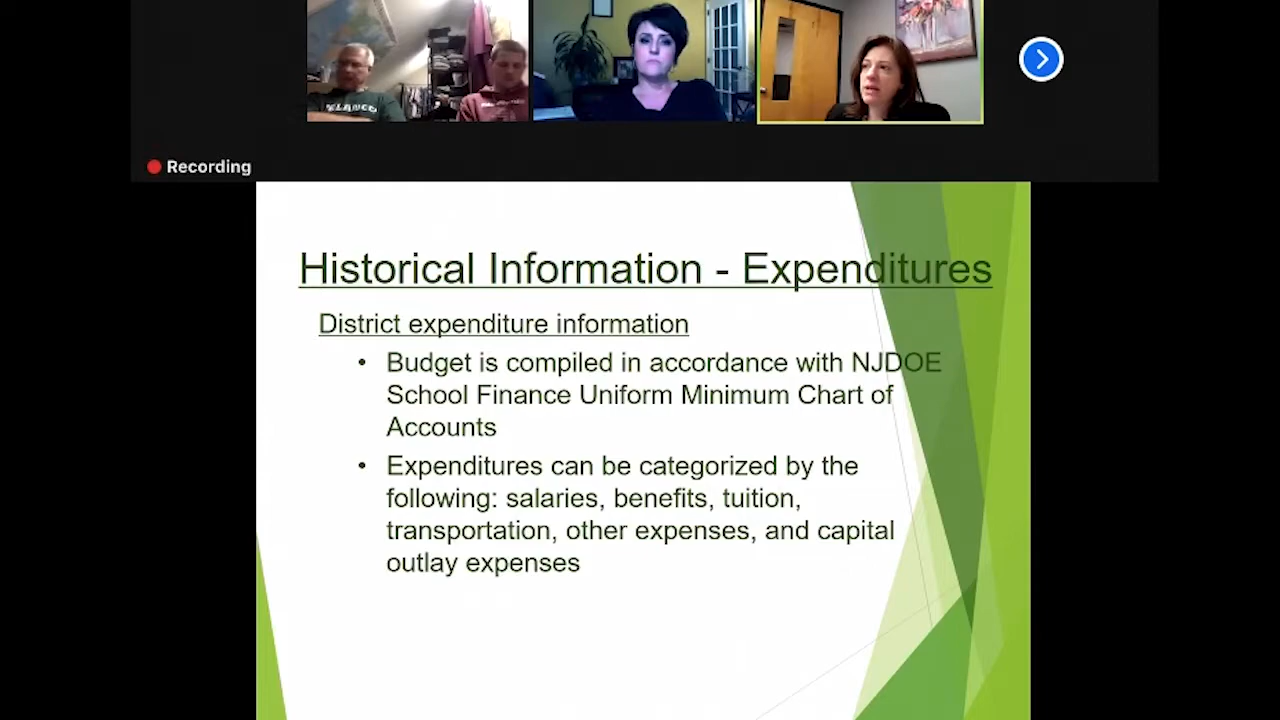 Recording
Historical Information - Expenditures
District expenditure information
• Budget is compiled in accordance with NJDOE
School Finance Uniform Minimum Chart of
Accounts
• Expenditures can be categorized by the
following: salaries, benefits, tuition,
transportation, other expenses, and capital
outlay expenses